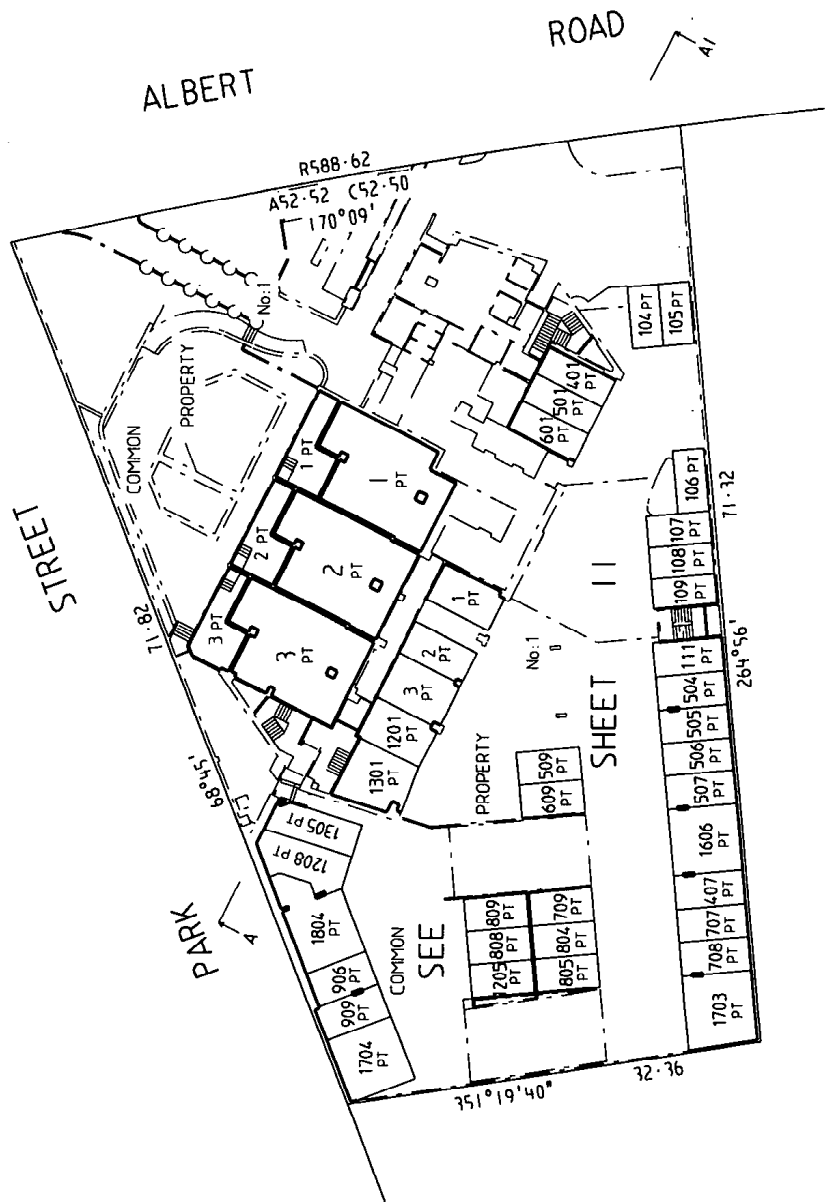 ALBERT ROAD
A1
R588·62
A52·52 C52·50
170°09'
No:1
COMMON PROPERTY
STREET
71·82
68°45'
PARK
A
104 PT
105 PT
401 PT
501 PT
601 PT
106 PT
71·32
107 PT
108 PT
109 PT
1 PT
1 PT
2 PT
2 PT
3 PT
3 PT
1 PT
2 PT
3 PT
1201 PT
1301 PT
No:1
COMMON PROPERTY
SEE SHEET 11
111 PT
504 PT
505 PT
506 PT
507 PT
1606 PT
407 PT
707 PT
708 PT
1703 PT
264°56'
509 PT
609 PT
1305 PT
1208 PT
1804 PT
906 PT
909 PT
1704 PT
809 PT
808 PT
1205 PT
709 PT
804 PT
805 PT
351°19'40"
32·36